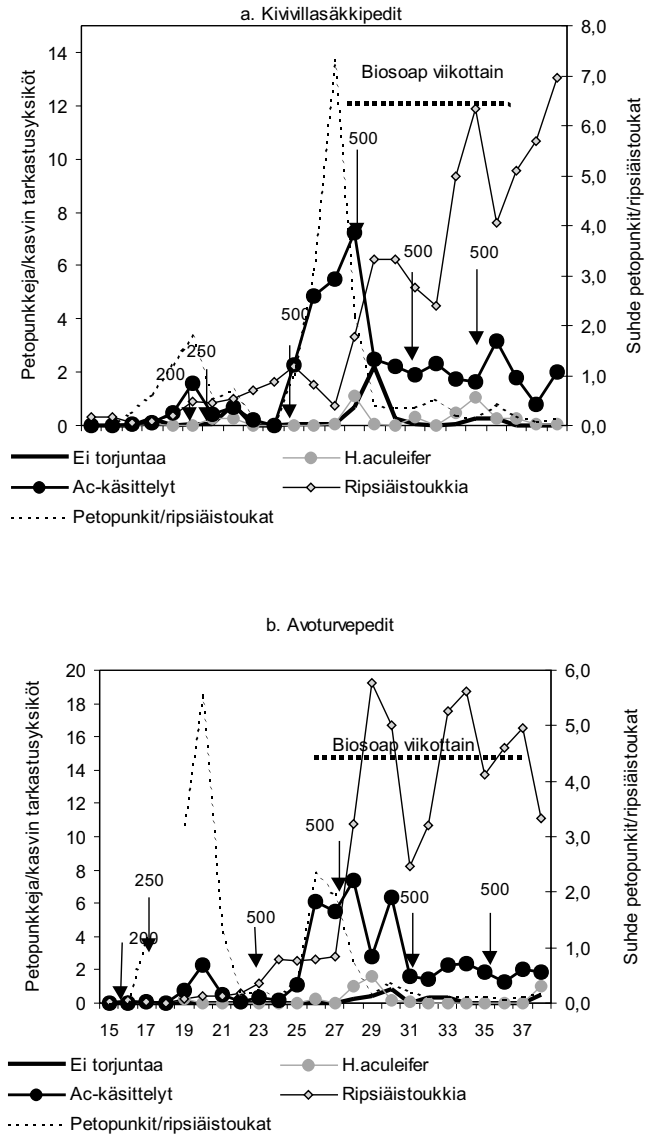 a. Kivivillasäkkipedit
Petopunkkeja/kasvin tarkastusyksiköt
14
12
10
8
6
4
2
0
8,0
7,0
6,0
5,0
4,0
3,0
2,0
1,0
0,0
Suhde petopunkit/ripsiäistoukat
Biosoap viikottain
500
500
500
500
250
200
Ei torjuntaa
H.aculeifer
Ac-käsittelyt
Ripsiäistoukkia
Petopunkit/ripsiäistoukat
b. Avoturvepedit
Petopunkkeja/kasvin tarkastusyksiköt
20
18
16
14
12
10
8
6
4
2
0
6,0
5,0
4,0
3,0
2,0
1,0
0,0
Suhde petopunkit/ripsiäistoukat
Biosoap viikottain
500
250
500
500
500
200
15 17 19 21 23 25 27 29 31 33 35 37
Ei torjuntaa
H.aculeifer
Ac-käsittelyt
Ripsiäistoukkia
Petopunkit/ripsiäistoukat